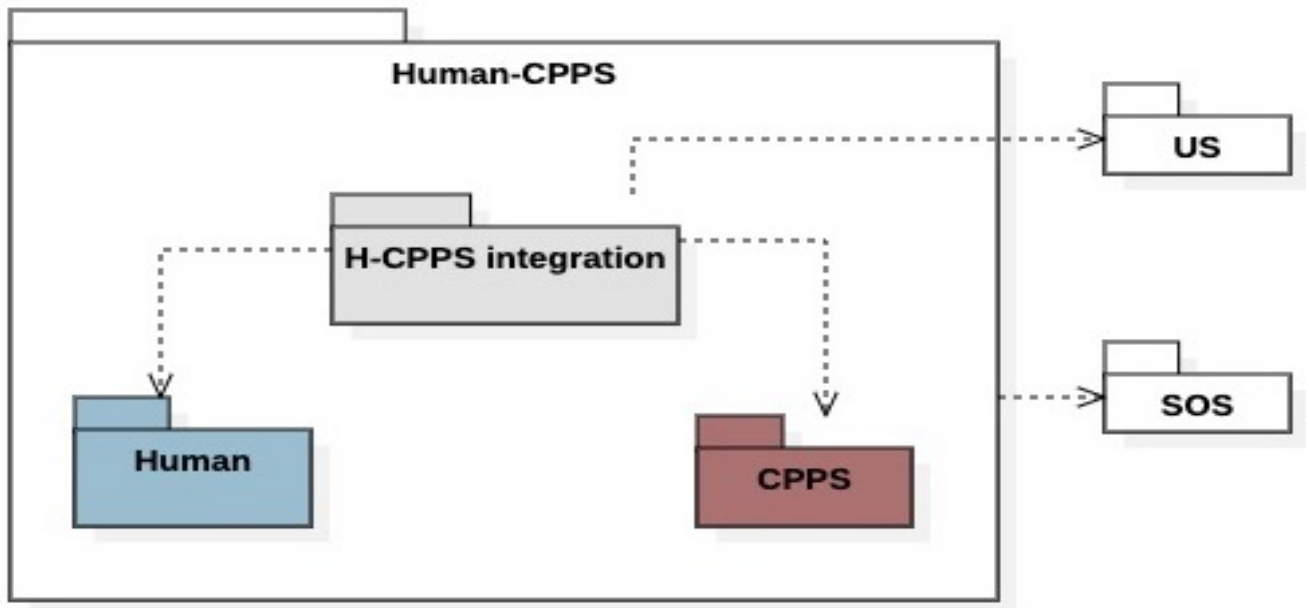 Human-CPPS
US
H-CPPS integration
SOS
Human
CPPS